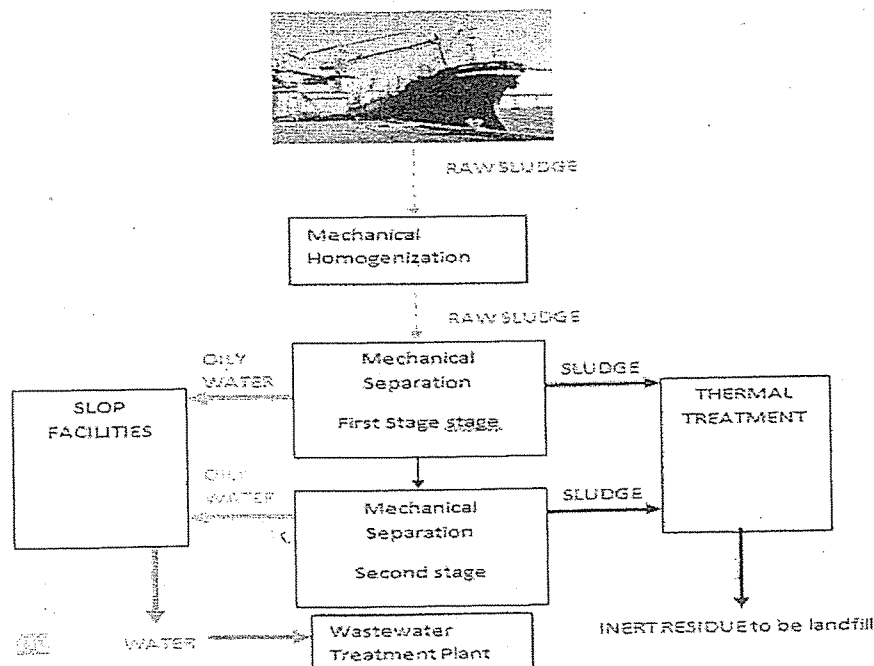 RAW SLUDGE
Mechanical
Homogenization
RAW SLUDGE
OILY
WATER
Mechanical
Separation
First Stage stage
SLUDGE
THERMAL
TREATMENT
SLOP
FACILITIES
OILY
WATER
Mechanical
Separation
Second stage
SLUDGE
WATER
Wastewater
Treatment Plant
INERT RESIDUE to be landfill